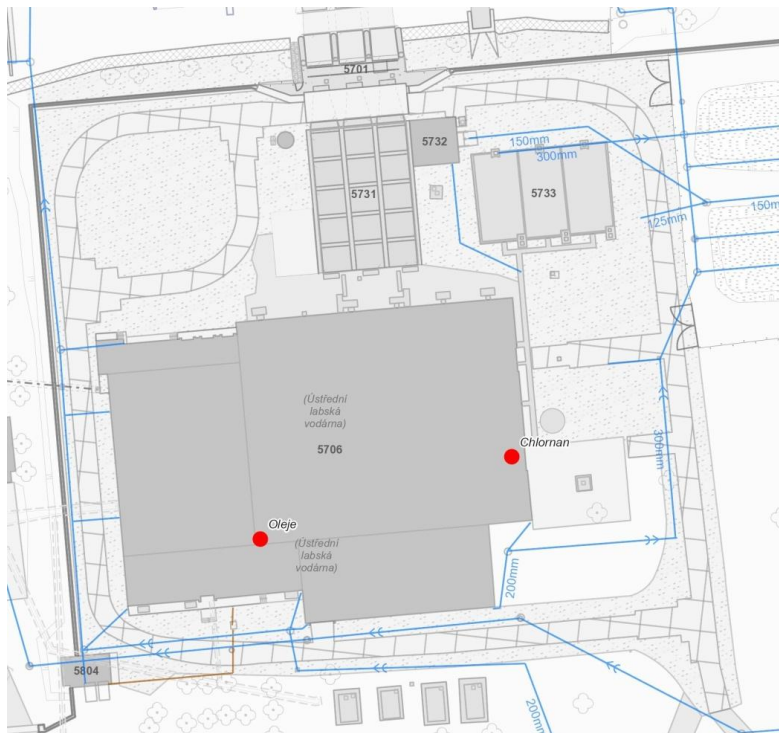 5701
5732
150mm
300mm
5731
5733
150m
125mm
(Ústřední
labská
vodárna)
5706
Chlornan
300mm
Oleje
(Ústřední
labská
vodárna)
200mm
5804
200mm